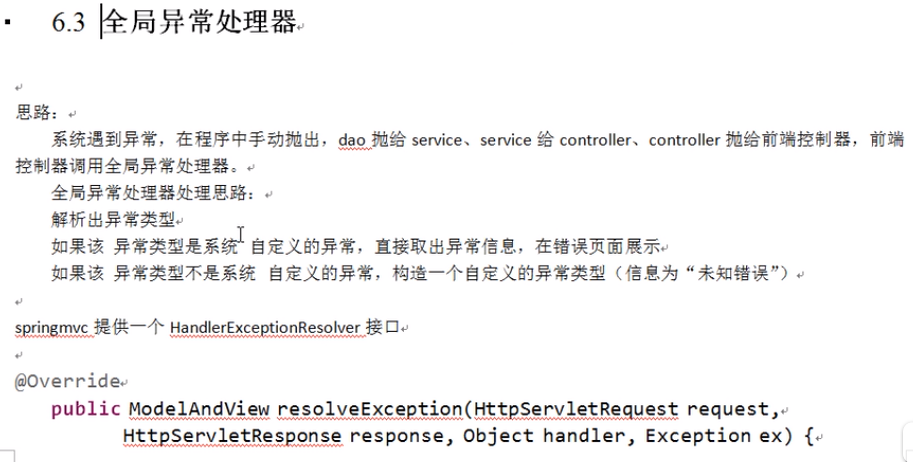 6.3 全局异常处理器
思路：
系统遇到异常，在程序中手动抛出，dao 抛给 service、service 给 controller、controller 抛给前端控制器，前端
控制器调用全局异常处理器。
全局异常处理器处理思路：
解析出异常类型
如果该 异常类型是系统 自定义的异常，直接取出异常信息，在错误页面展示
如果该 异常类型不是系统 自定义的异常，构造一个自定义的异常类型（信息为“未知错误”）
springmvc 提供一个 HandlerExceptionResolver 接口
@Override
public ModelAndView resolveException(HttpServletRequest request,
HttpServletResponse response, Object handler, Exception ex) {